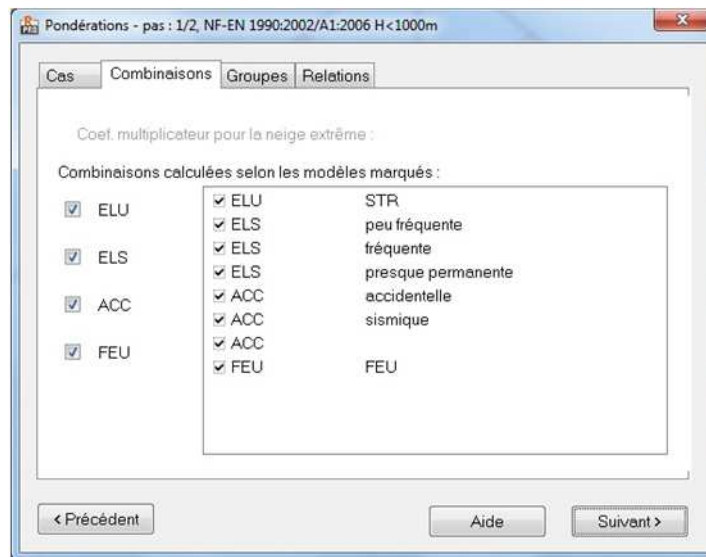 Pondérations - pas : 1/2, NF-EN 1990:2002/A1:2006 H<1000m
Cas Combinaisons Groupes Relations
Coef. multiplicateur pour la neige extrême :
Combinaisons calculées selon les modèles marqués :
ELU
ELS
ACC
FEU
ELU STR
ELS peu fréquente
ELS fréquente
ELS presque permanente
ACC accidentelle
ACC sismique
ACC
FEU FEU
< Précédent Aide Suivant >